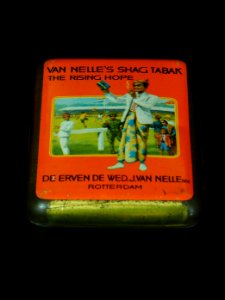 VAN NELLE'S SHAG TABAK
THE RISING HOPE
DE ERVEN DE WED. J. VAN NELLE
ROTTERDAM